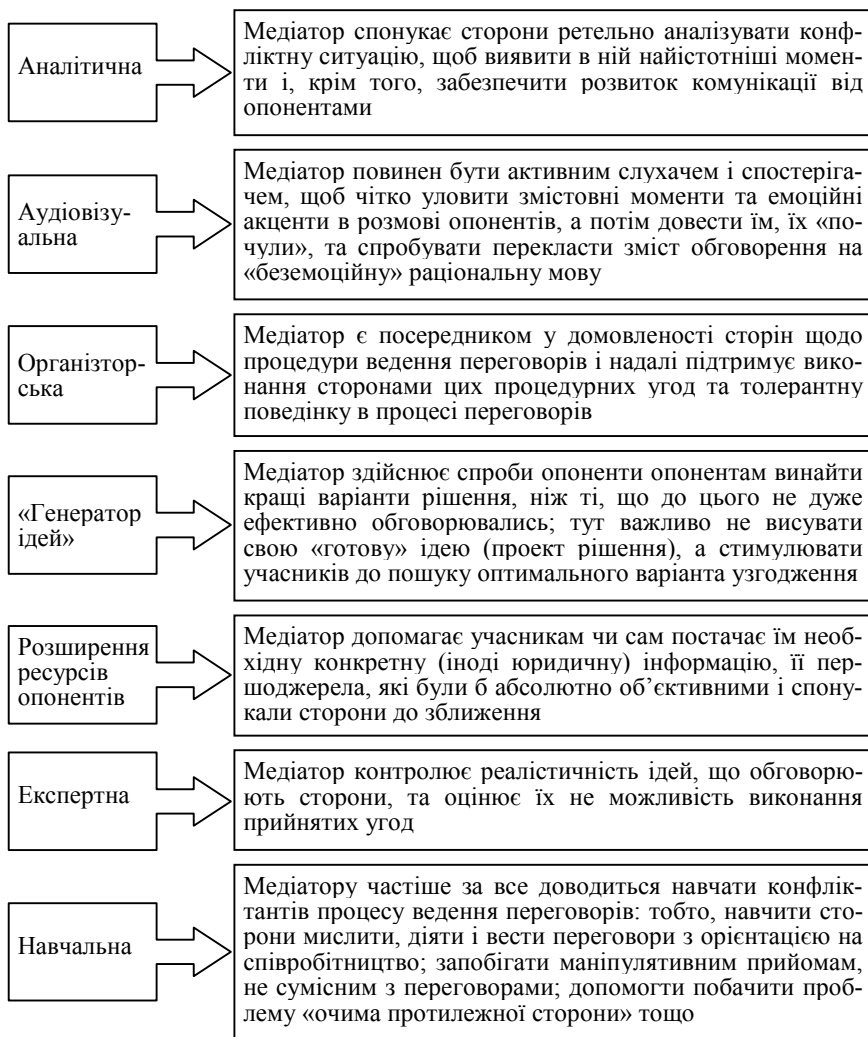 Аналітична
Медіатор спонукає сторони ретельно аналізувати конф-
ліктну ситуацію, щоб виявити в ній найістотніші момен-
ти і, крім того, забезпечити розвиток комунікації від
опонентами
Аудіовізу-
альна
Медіатор повинен бути активним слухачем і спостеріга-
чем, щоб чітко уловити змістовні моменти та емоційні
акценти в розмові опонентів, а потім довести їм, їх «по-
чули», та спробувати перекласти зміст обговорення на
«беземоційну» раціональну мову
Організтор-
ська
Медіатор є посередником у домовленості сторін щодо
процедури ведення переговорів і надалі підтримує вико-
нання сторонами цих процедурних угод та толерантну
поведінку в процесі переговорів
«Генератор
ідей»
Медіатор здійснює спроби опоненти опонентам винайти
кращі варіанти рішення, ніж ті, що до цього не дуже
ефективно обговорювались; тут важливо не висувати
свою «готову» ідею (проект рішення), а стимулювати
учасників до пошуку оптимального варіанта узгодження
Розширення
ресурсів
опонентів
Медіатор допомагає учасникам чи сам постачає їм необ-
хідну конкретну (іноді юридичну) інформацію, її пер-
шоджерела, які були б абсолютно об’єктивними і спону-
кали сторони до зближення
Експертна
Медіатор контролює реалістичність ідей, що обговорю-
ють сторони, та оцінює їх не можливість виконання
прийнятих угод
Навчальна
Медіатору частіше за все доводиться навчати конфлік-
тантів процесу ведення переговорів: тобто, навчити сто-
рони мислити, діяти і вести переговори з орієнтацією на
співробітництво; запобігати маніпулятивним прийомам,
не сумісним з переговорами; допомогти побачити проб-
лему «очима протилежної сторони» тощо